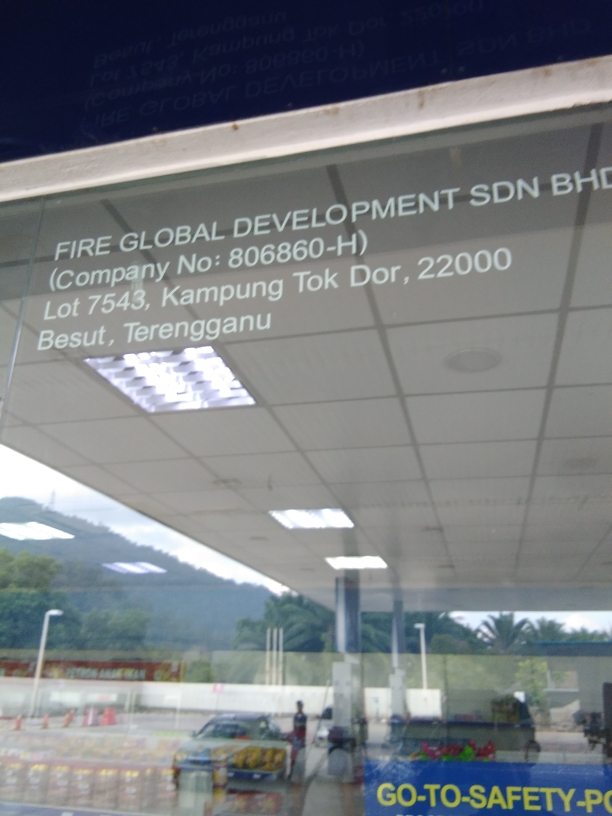 FIRE GLOBAL DEVELOPMENT SDN BHD
(Company No: 806860-H)
Lot 7543, Kampung Tok Dor, 22000
Besut, Terengganu
GO-TO-SAFETY-PO